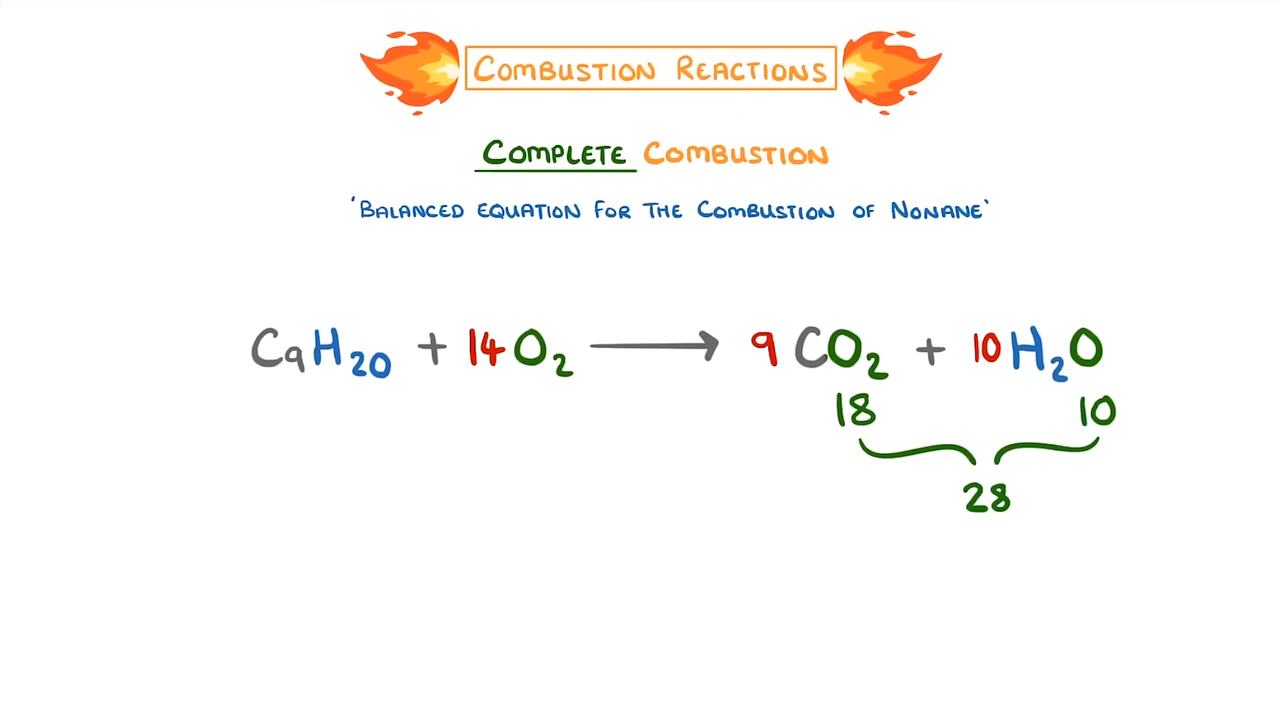 COMBUSTION REACTIONS
COMPLETE COMBUSTION
'BALANCED EQUATION FOR THE COMBUSTION OF NONANE'
C₉H₂₀ + 14O₂ ⟶ 9CO₂ + 10H₂O
18 10
28